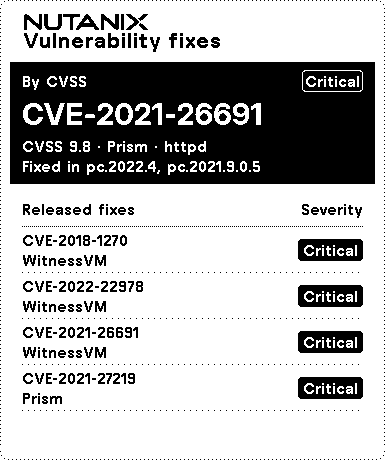 NUTANIX
Vulnerability fixes
By CVSS
Critical
CVE-2021-26691
CVSS 9.8 · Prism · httpd
Fixed in pc.2022.4, pc.2021.9.0.5
Released fixes
Severity
CVE-2018-1270
WitnessVM
Critical
CVE-2022-22978
WitnessVM
Critical
CVE-2021-26691
WitnessVM
Critical
CVE-2021-27219
Prism
Critical